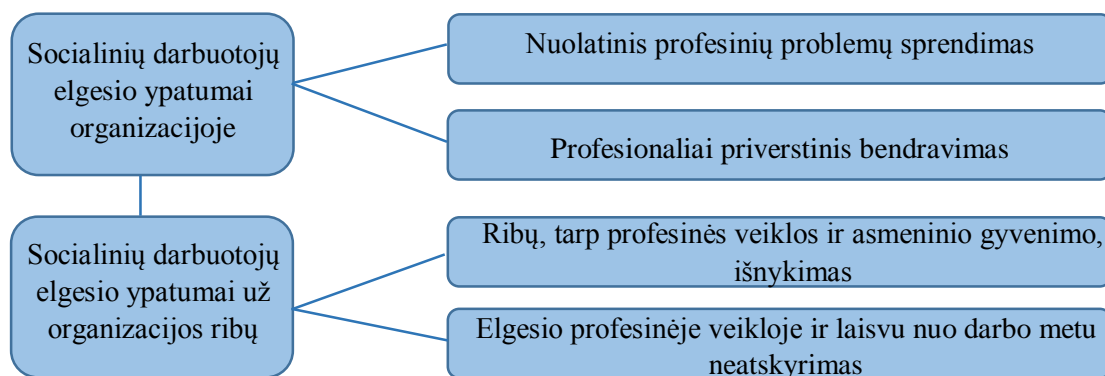 Socialinių darbuotojų
elgesio ypatumai
organizacijoje
Nuolatinis profesinių problemų sprendimas
Profesionaliai priverstinis bendravimas
Socialinių darbuotojų
elgesio ypatumai už
organizacijos ribų
Ribų, tarp profesinės veiklos ir asmeninio gyvenimo,
išnykimas
Elgesio profesinėje veikloje ir laisvu nuo darbo metu
neatskyrimas